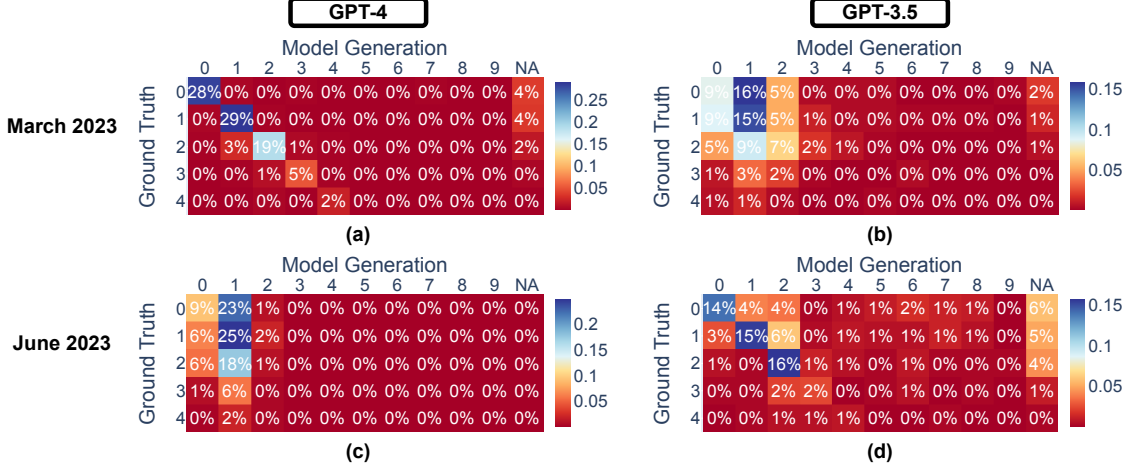 GPT-4 GPT-3.5
Model Generation Model Generation
0 1 2 3 4 5 6 7 8 9 NA 0 1 2 3 4 5 6 7 8 9 NA
March 2023
Ground Truth
0 28% 0% 0% 0% 0% 0% 0% 0% 0% 0% 4%
1 0% 29% 0% 0% 0% 0% 0% 0% 0% 0% 4%
2 0% 3% 19% 1% 0% 0% 0% 0% 0% 0% 2%
3 0% 0% 1% 5% 0% 0% 0% 0% 0% 0% 0%
4 0% 0% 0% 0% 2% 0% 0% 0% 0% 0% 0%
0.25
0.2
0.15
0.1
0.05
(a)
Ground Truth
0 9% 16% 5% 0% 0% 0% 0% 0% 0% 0% 2%
1 9% 15% 5% 1% 0% 0% 0% 0% 0% 0% 1%
2 5% 9% 7% 2% 1% 0% 0% 0% 0% 0% 1%
3 1% 3% 2% 0% 0% 0% 0% 0% 0% 0% 0%
4 1% 1% 0% 0% 0% 0% 0% 0% 0% 0% 0%
0.15
0.1
0.05
(b)
Model Generation Model Generation
0 1 2 3 4 5 6 7 8 9 NA 0 1 2 3 4 5 6 7 8 9 NA
June 2023
Ground Truth
0 9% 23% 1% 0% 0% 0% 0% 0% 0% 0% 0%
1 6% 25% 2% 0% 0% 0% 0% 0% 0% 0% 0%
2 6% 18% 1% 0% 0% 0% 0% 0% 0% 0% 0%
3 1% 6% 0% 0% 0% 0% 0% 0% 0% 0% 0%
4 0% 2% 0% 0% 0% 0% 0% 0% 0% 0% 0%
0.2
0.15
0.1
0.05
(c)
Ground Truth
0 14% 4% 4% 0% 1% 1% 2% 1% 1% 0% 6%
1 3% 15% 6% 0% 1% 1% 1% 1% 1% 0% 5%
2 1% 0% 16% 1% 1% 0% 1% 0% 0% 0% 4%
3 0% 0% 2% 2% 0% 0% 1% 0% 0% 0% 1%
4 0% 0% 1% 1% 1% 0% 0% 0% 0% 0% 0%
0.15
0.1
0.05
(d)